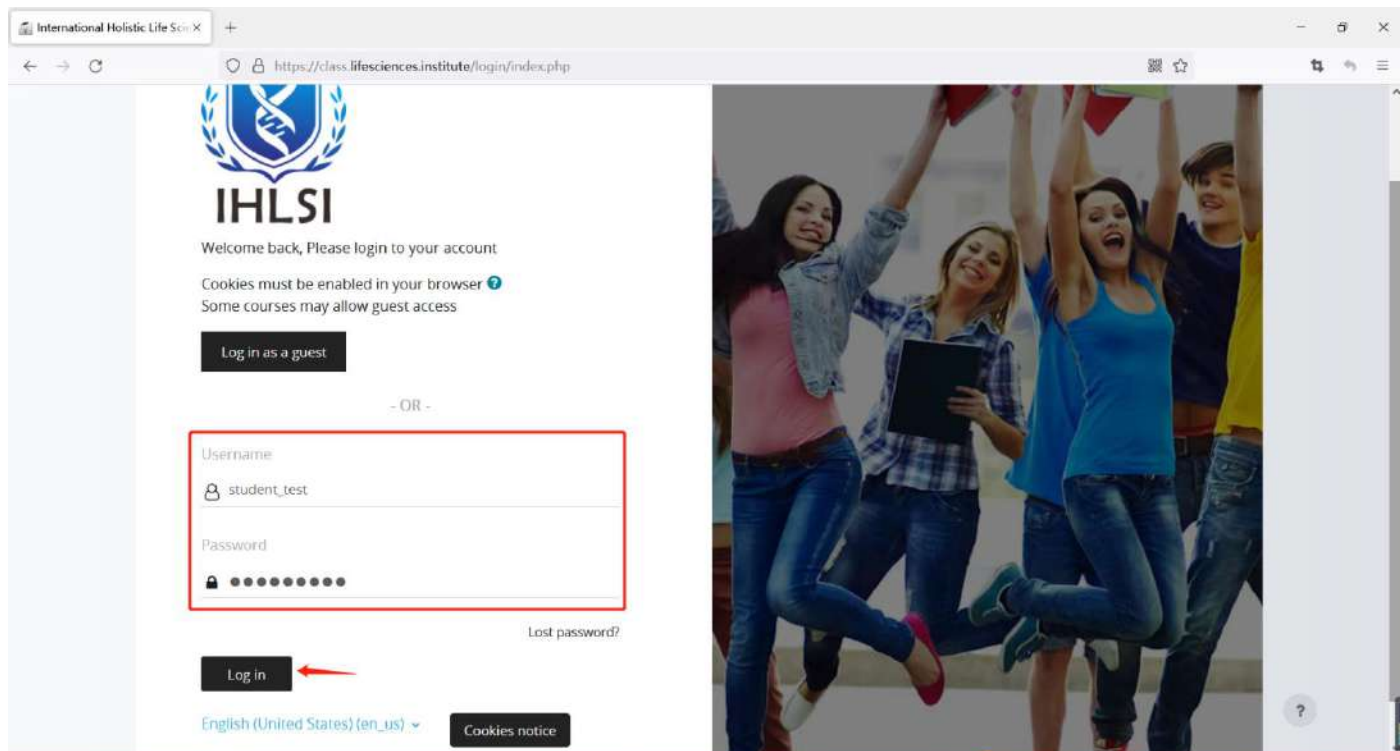 International Holistic Life Scie
https://class.lifesciences.institute/login/index.php
IHLSI
Welcome back, Please login to your account
Cookies must be enabled in your browser ?
Some courses may allow guest access
Log in as a guest
- OR -
Username
student_test
Password
Lost password?
Log in
English (United States) (en_us)
Cookies notice
?